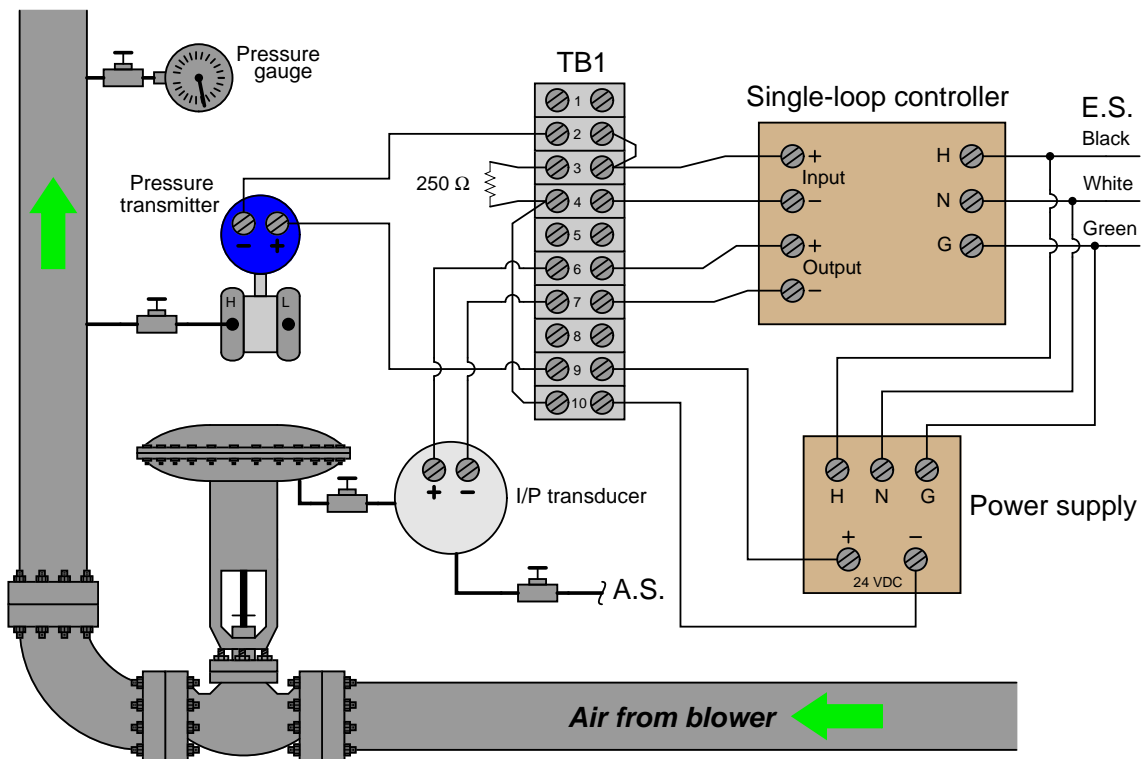 Pressure
gauge
TB1
Single-loop controller
E.S.
Black
White
Green
1
2
3
4
5
6
7
8
9
10
250 Ω
Pressure
transmitter
− +
H L
+
Input
−
+
Output
−
H
N
G
I/P transducer
+ −
A.S.
H N G
Power supply
+ −
24 VDC
Air from blower